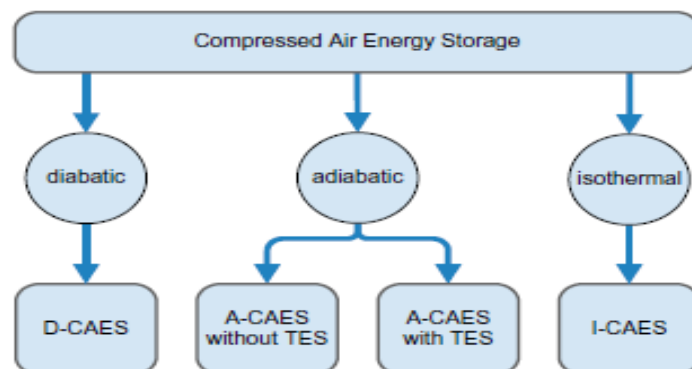 Compressed Air Energy Storage
diabatic
adiabatic
isothermal
D-CAES
A-CAES
without TES
A-CAES
with TES
I-CAES